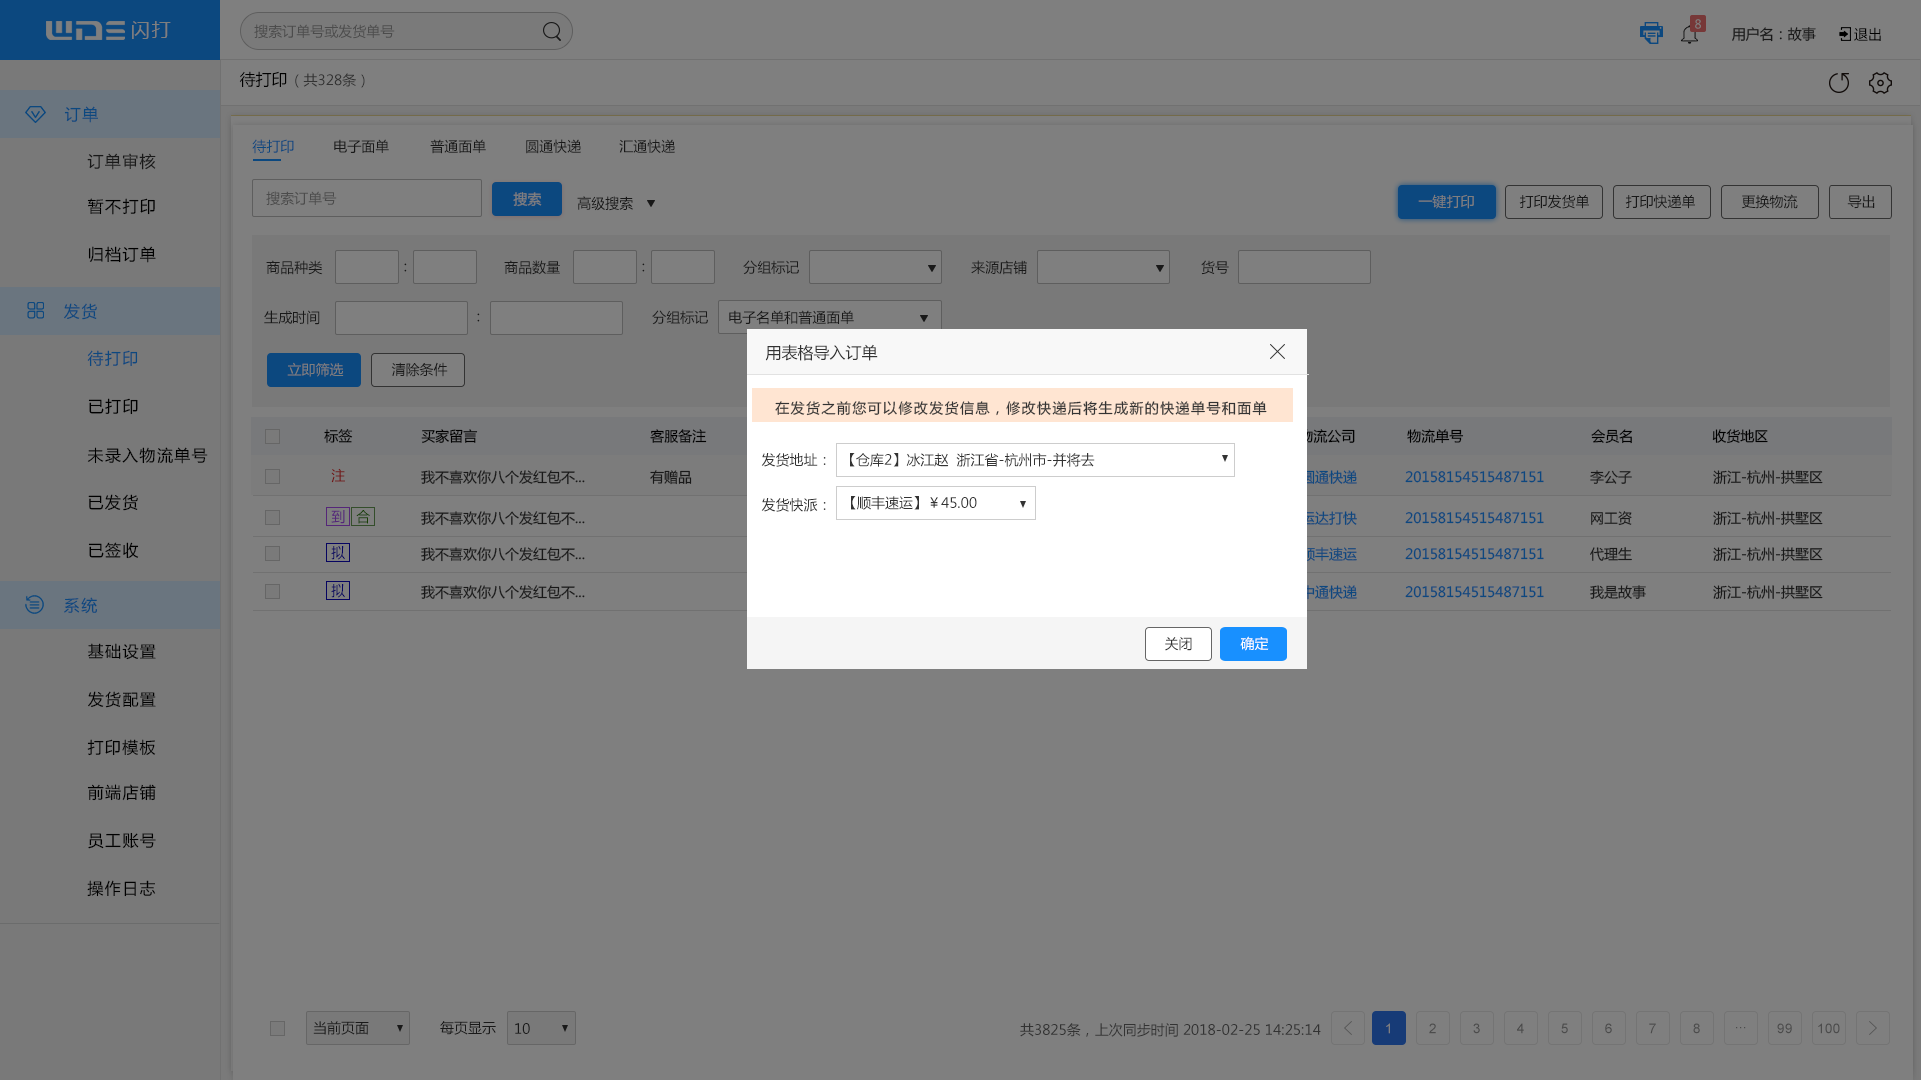 WDS 闪打
搜索订单号或发货单号
8
用户名：故事
退出
待打印（共328条）
订单
订单审核
暂不打印
归档订单
发货
待打印
已打印
未录入物流单号
已发货
已签收
系统
基础设置
发货配置
打印模板
前端店铺
员工账号
操作日志
待打印 电子面单 普通面单 圆通快递 汇通快递
搜索订单号 搜索 高级搜索 ▼
一键打印 打印发货单 打印快递单 更换物流 导出
商品种类 : 商品数量 : 分组标记 ▼ 来源店铺 ▼ 货号
生成时间 : 分组标记 电子名单和普通面单 ▼
立即筛选 清除条件
标签 买家留言 客服备注 物流公司 物流单号 会员名 收货地区
注 我不喜欢你八个发红包不... 有赠品 圆通快递 20158154515487151 李公子 浙江-杭州-拱墅区
到 合 我不喜欢你八个发红包不... 运达打快 20158154515487151 网工资 浙江-杭州-拱墅区
拟 我不喜欢你八个发红包不... 顺丰速运 20158154515487151 代理生 浙江-杭州-拱墅区
拟 我不喜欢你八个发红包不... 中通快递 20158154515487151 我是故事 浙江-杭州-拱墅区
用表格导入订单
在发货之前您可以修改发货信息，修改快递后将生成新的快递单号和面单
发货地址：【仓库2】冰江赵 浙江省-杭州市-并将去 ▼
发货快派：【顺丰速运】¥ 45.00 ▼
关闭 确定
当前页面 ▼ 每页显示 10 ▼
共3825条，上次同步时间 2018-02-25 14:25:14
1 2 3 4 5 6 7 8 ... 99 100